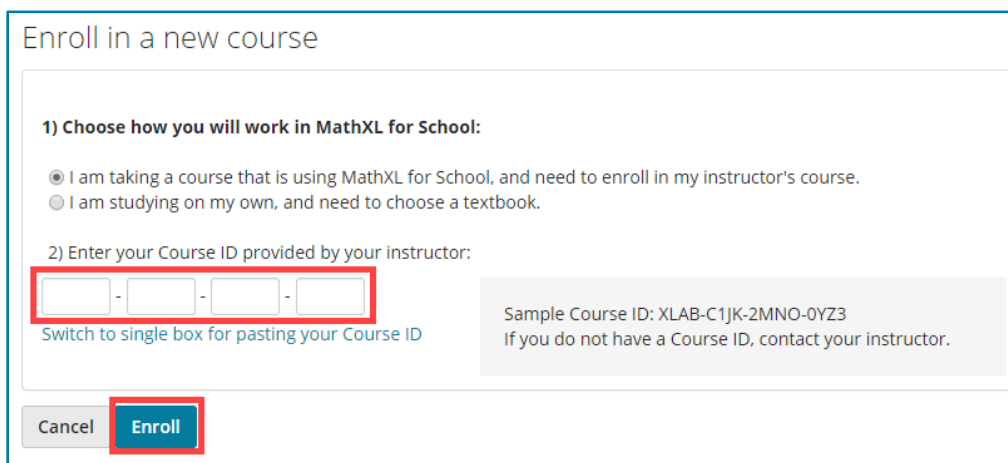 Enroll in a new course
1) Choose how you will work in MathXL for School:
I am taking a course that is using MathXL for School, and need to enroll in my instructor's course.
I am studying on my own, and need to choose a textbook.
2) Enter your Course ID provided by your instructor:
- - -
Switch to single box for pasting your Course ID
Sample Course ID: XLAB-C1JK-2MNO-0YZ3
If you do not have a Course ID, contact your instructor.
Cancel Enroll